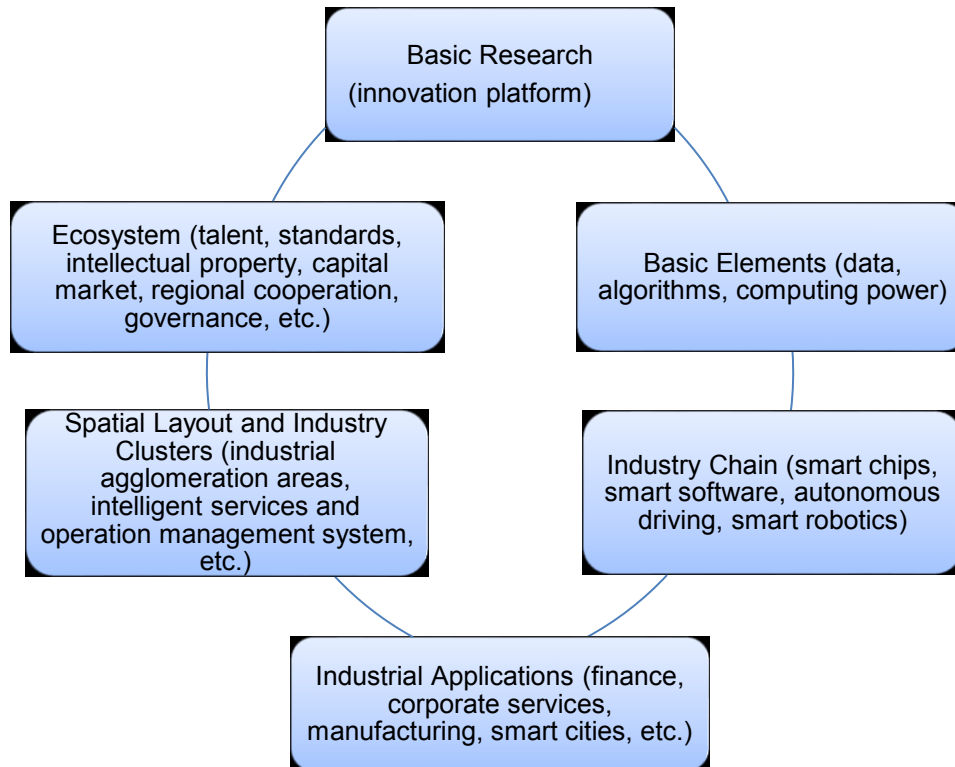 Basic Research
(innovation platform)
Ecosystem (talent, standards,
intellectual property, capital
market, regional cooperation,
governance, etc.)
Basic Elements (data,
algorithms, computing power)
Spatial Layout and Industry
Clusters (industrial
agglomeration areas,
intelligent services and
operation management system,
etc.)
Industry Chain (smart chips,
smart software, autonomous
driving, smart robotics)
Industrial Applications (finance,
corporate services,
manufacturing, smart cities, etc.)